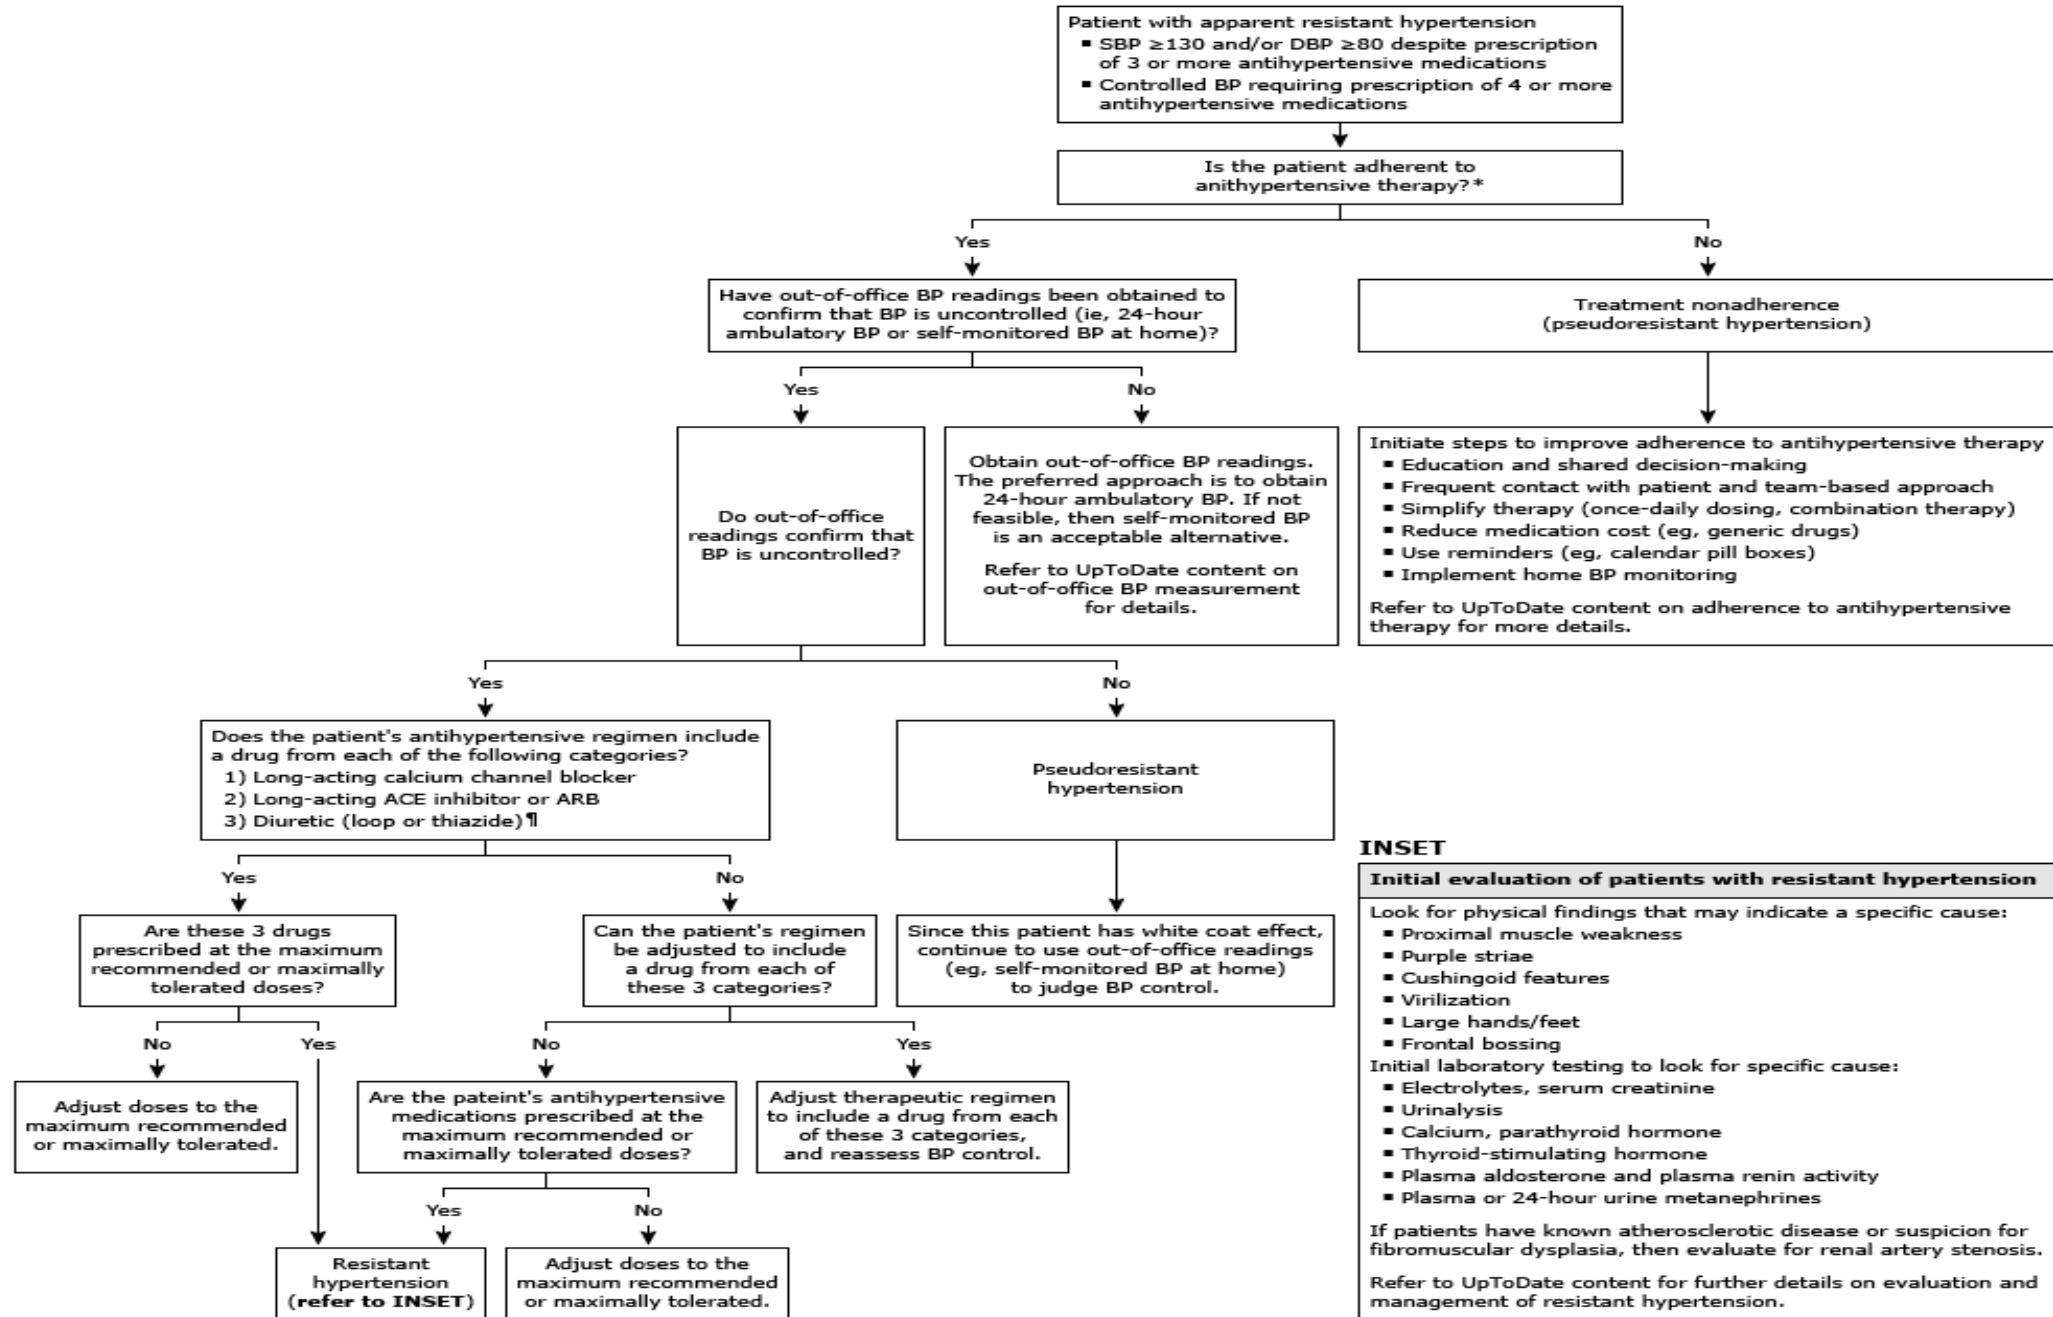 Patient with apparent resistant hypertension
▪ SBP ≥130 and/or DBP ≥80 despite prescription
of 3 or more antihypertensive medications
▪ Controlled BP requiring prescription of 4 or more
antihypertensive medications
Is the patient adherent to
anithypertensive therapy?*
Yes
No
Have out-of-office BP readings been obtained to
confirm that BP is uncontrolled (ie, 24-hour
ambulatory BP or self-monitored BP at home)?
Treatment nonadherence
(pseudoresistant hypertension)
Yes
No
Do out-of-office
readings confirm that
BP is uncontrolled?
Obtain out-of-office BP readings.
The preferred approach is to obtain
24-hour ambulatory BP. If not
feasible, then self-monitored BP
is an acceptable alternative.
Refer to UpToDate content on
out-of-office BP measurement
for details.
Initiate steps to improve adherence to antihypertensive therapy
▪ Education and shared decision-making
▪ Frequent contact with patient and team-based approach
▪ Simplify therapy (once-daily dosing, combination therapy)
▪ Reduce medication cost (eg, generic drugs)
▪ Use reminders (eg, calendar pill boxes)
▪ Implement home BP monitoring
Refer to UpToDate content on adherence to antihypertensive
therapy for more details.
Yes
No
Does the patient's antihypertensive regimen include
a drug from each of the following categories?
1) Long-acting calcium channel blocker
2) Long-acting ACE inhibitor or ARB
3) Diuretic (loop or thiazide)¶
Pseudoresistant
hypertension
Yes
No
Are these 3 drugs
prescribed at the maximum
recommended or maximally
tolerated doses?
Can the patient's regimen
be adjusted to include
a drug from each of
these 3 categories?
Since this patient has white coat effect,
continue to use out-of-office readings
(eg, self-monitored BP at home)
to judge BP control.
No
Yes
No
Yes
Adjust doses to the
maximum recommended
or maximally tolerated.
Are the pateint's antihypertensive
medications prescribed at the
maximum recommended or
maximally tolerated doses?
Adjust therapeutic regimen
to include a drug from each
of these 3 categories,
and reassess BP control.
Yes
No
Resistant
hypertension
(refer to INSET)
Adjust doses to the
maximum recommended
or maximally tolerated.
INSET
Initial evaluation of patients with resistant hypertension
Look for physical findings that may indicate a specific cause:
▪ Proximal muscle weakness
▪ Purple striae
▪ Cushingoid features
▪ Virilization
▪ Large hands/feet
▪ Frontal bossing
Initial laboratory testing to look for specific cause:
▪ Electrolytes, serum creatinine
▪ Urinalysis
▪ Calcium, parathyroid hormone
▪ Thyroid-stimulating hormone
▪ Plasma aldosterone and plasma renin activity
▪ Plasma or 24-hour urine metanephrines
If patients have known atherosclerotic disease or suspicion for
fibromuscular dysplasia, then evaluate for renal artery stenosis.
Refer to UpToDate content for further details on evaluation and
management of resistant hypertension.